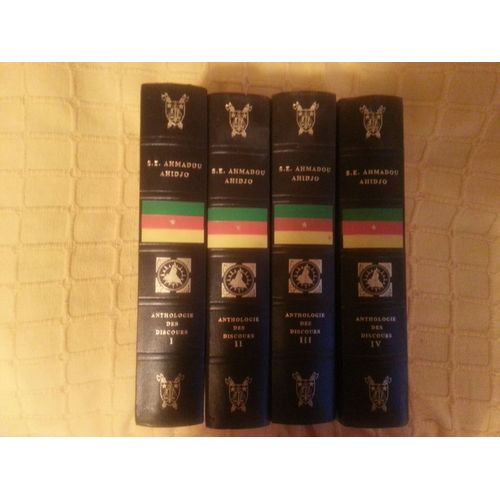 S.E. AHMADOU
AHIDJO
ANTHOLOGIE
DES
DISCOURS
I
S.E. AHMADOU
AHIDJO
ANTHOLOGIE
DES
DISCOURS
II
S.E. AHMADOU
AHIDJO
ANTHOLOGIE
DES
DISCOURS
III
S.E. AHMADOU
AHIDJO
ANTHOLOGIE
DES
DISCOURS
IV